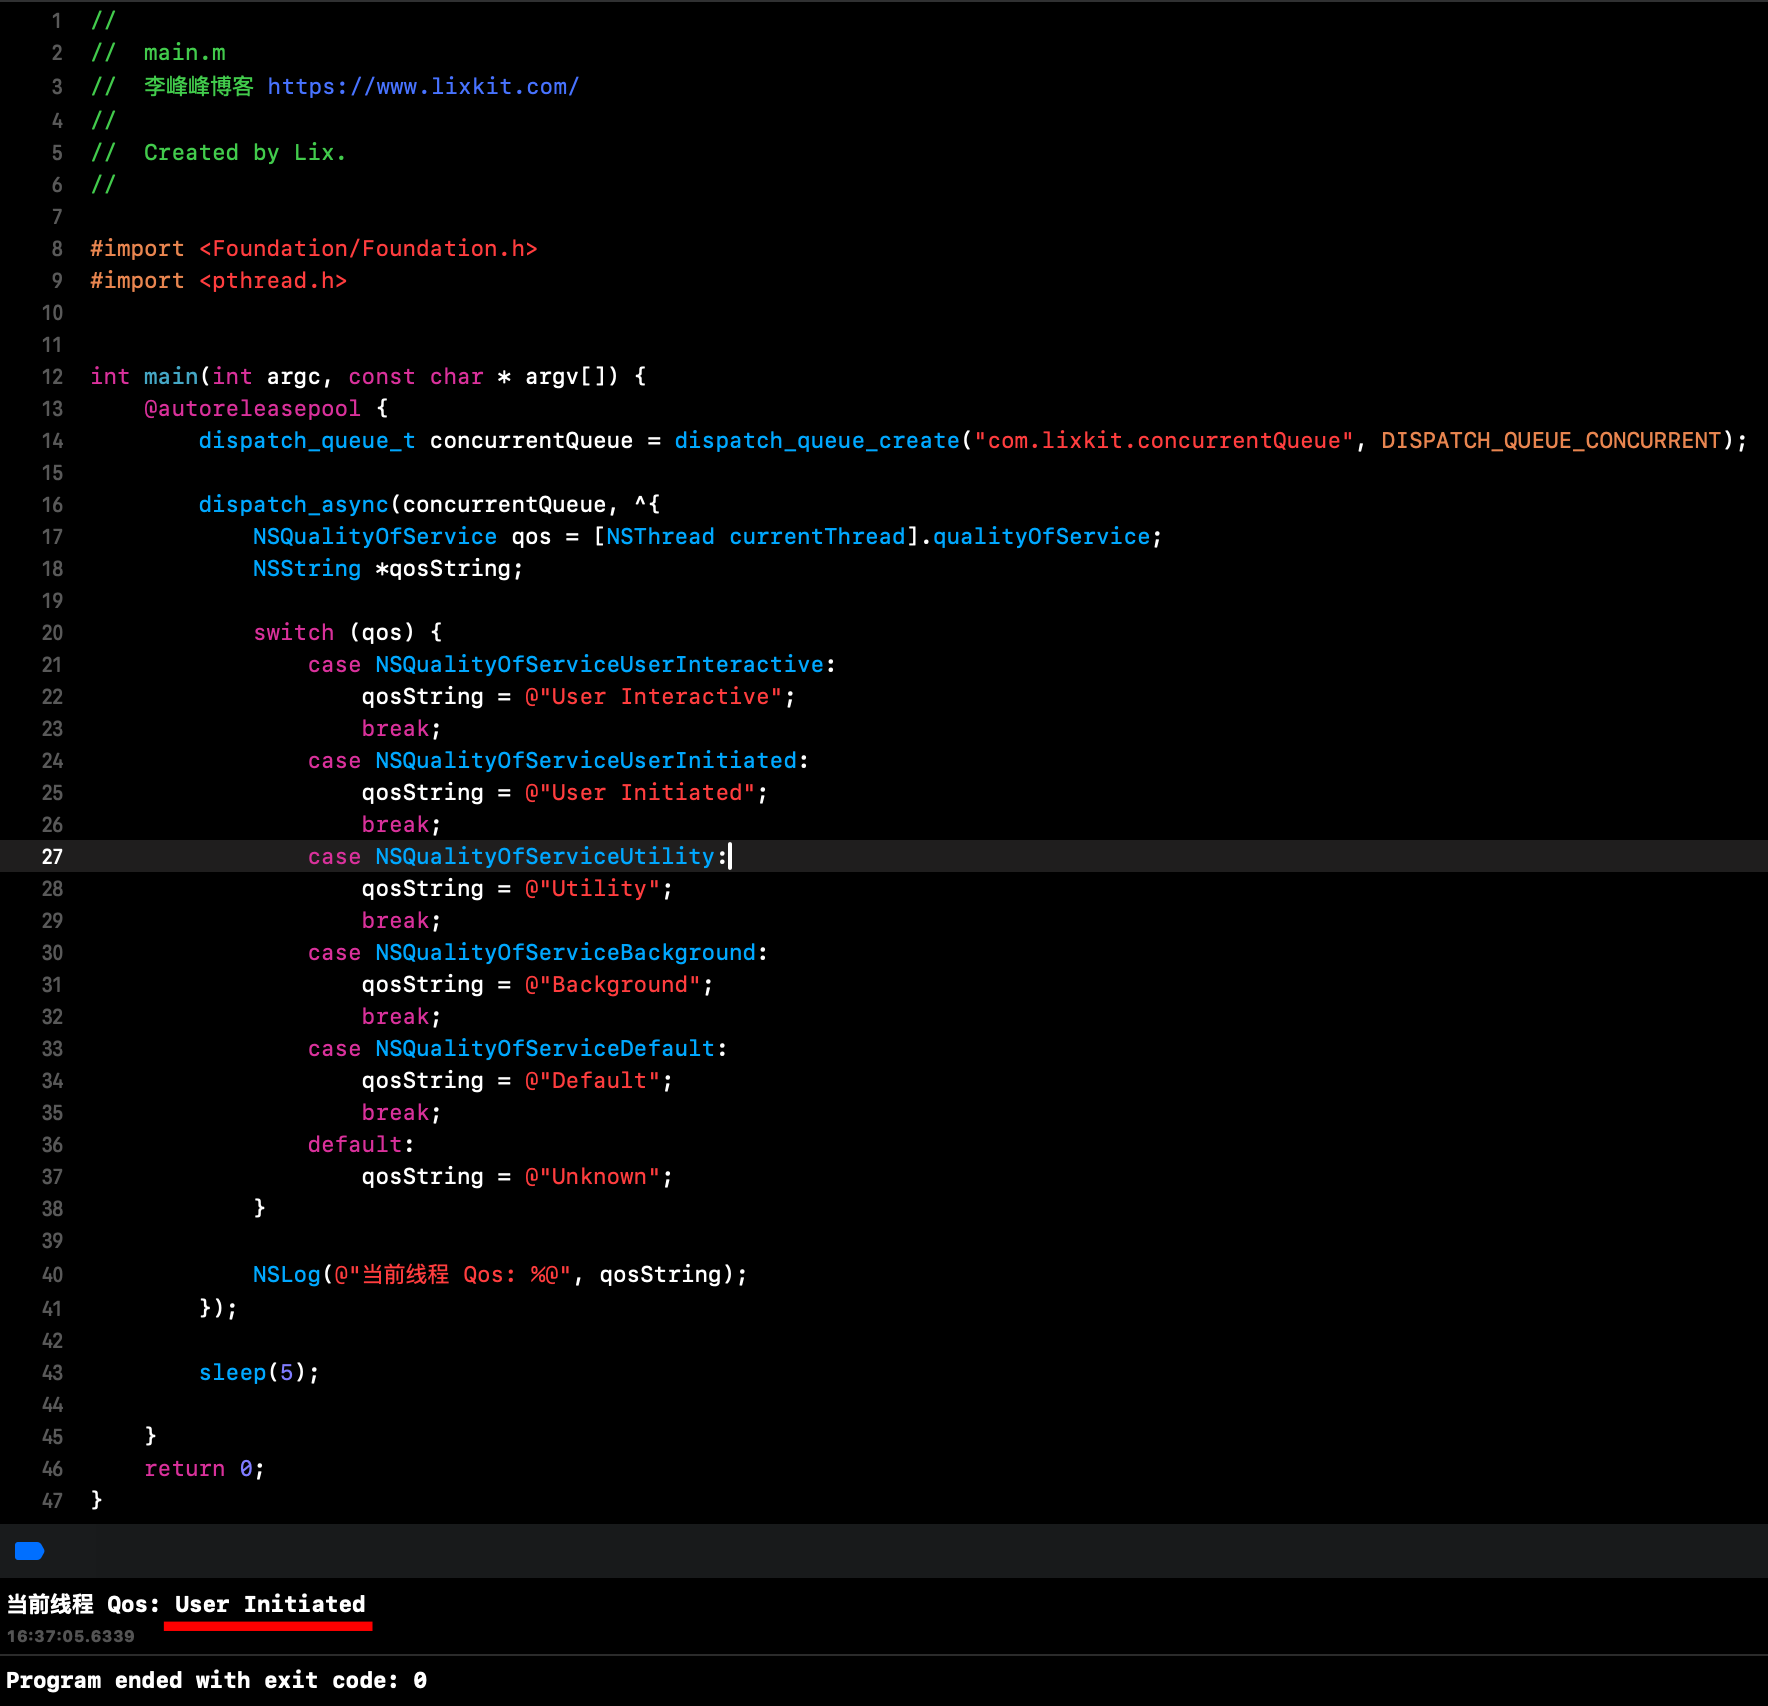 1 //
2 //  main.m
3 //  李峰峰博客 https://www.lixkit.com/
4 //
5 //  Created by Lix.
6 //
7
8 #import <Foundation/Foundation.h>
9 #import <pthread.h>
10
11
12 int main(int argc, const char * argv[]) {
13     @autoreleasepool {
14         dispatch_queue_t concurrentQueue = dispatch_queue_create("com.lixkit.concurrentQueue", DISPATCH_QUEUE_CONCURRENT);
15
16         dispatch_async(concurrentQueue, ^{
17             NSQualityOfService qos = [NSThread currentThread].qualityOfService;
18             NSString *qosString;
19
20             switch (qos) {
21                 case NSQualityOfServiceUserInteractive:
22                     qosString = @"User Interactive";
23                     break;
24                 case NSQualityOfServiceUserInitiated:
25                     qosString = @"User Initiated";
26                     break;
27                 case NSQualityOfServiceUtility:
28                     qosString = @"Utility";
29                     break;
30                 case NSQualityOfServiceBackground:
31                     qosString = @"Background";
32                     break;
33                 case NSQualityOfServiceDefault:
34                     qosString = @"Default";
35                     break;
36                 default:
37                     qosString = @"Unknown";
38             }
39
40             NSLog(@"当前线程 Qos: %@", qosString);
41         });
42
43         sleep(5);
44
45     }
46     return 0;
47 }
当前线程 Qos: User Initiated
16:37:05.6339
Program ended with exit code: 0